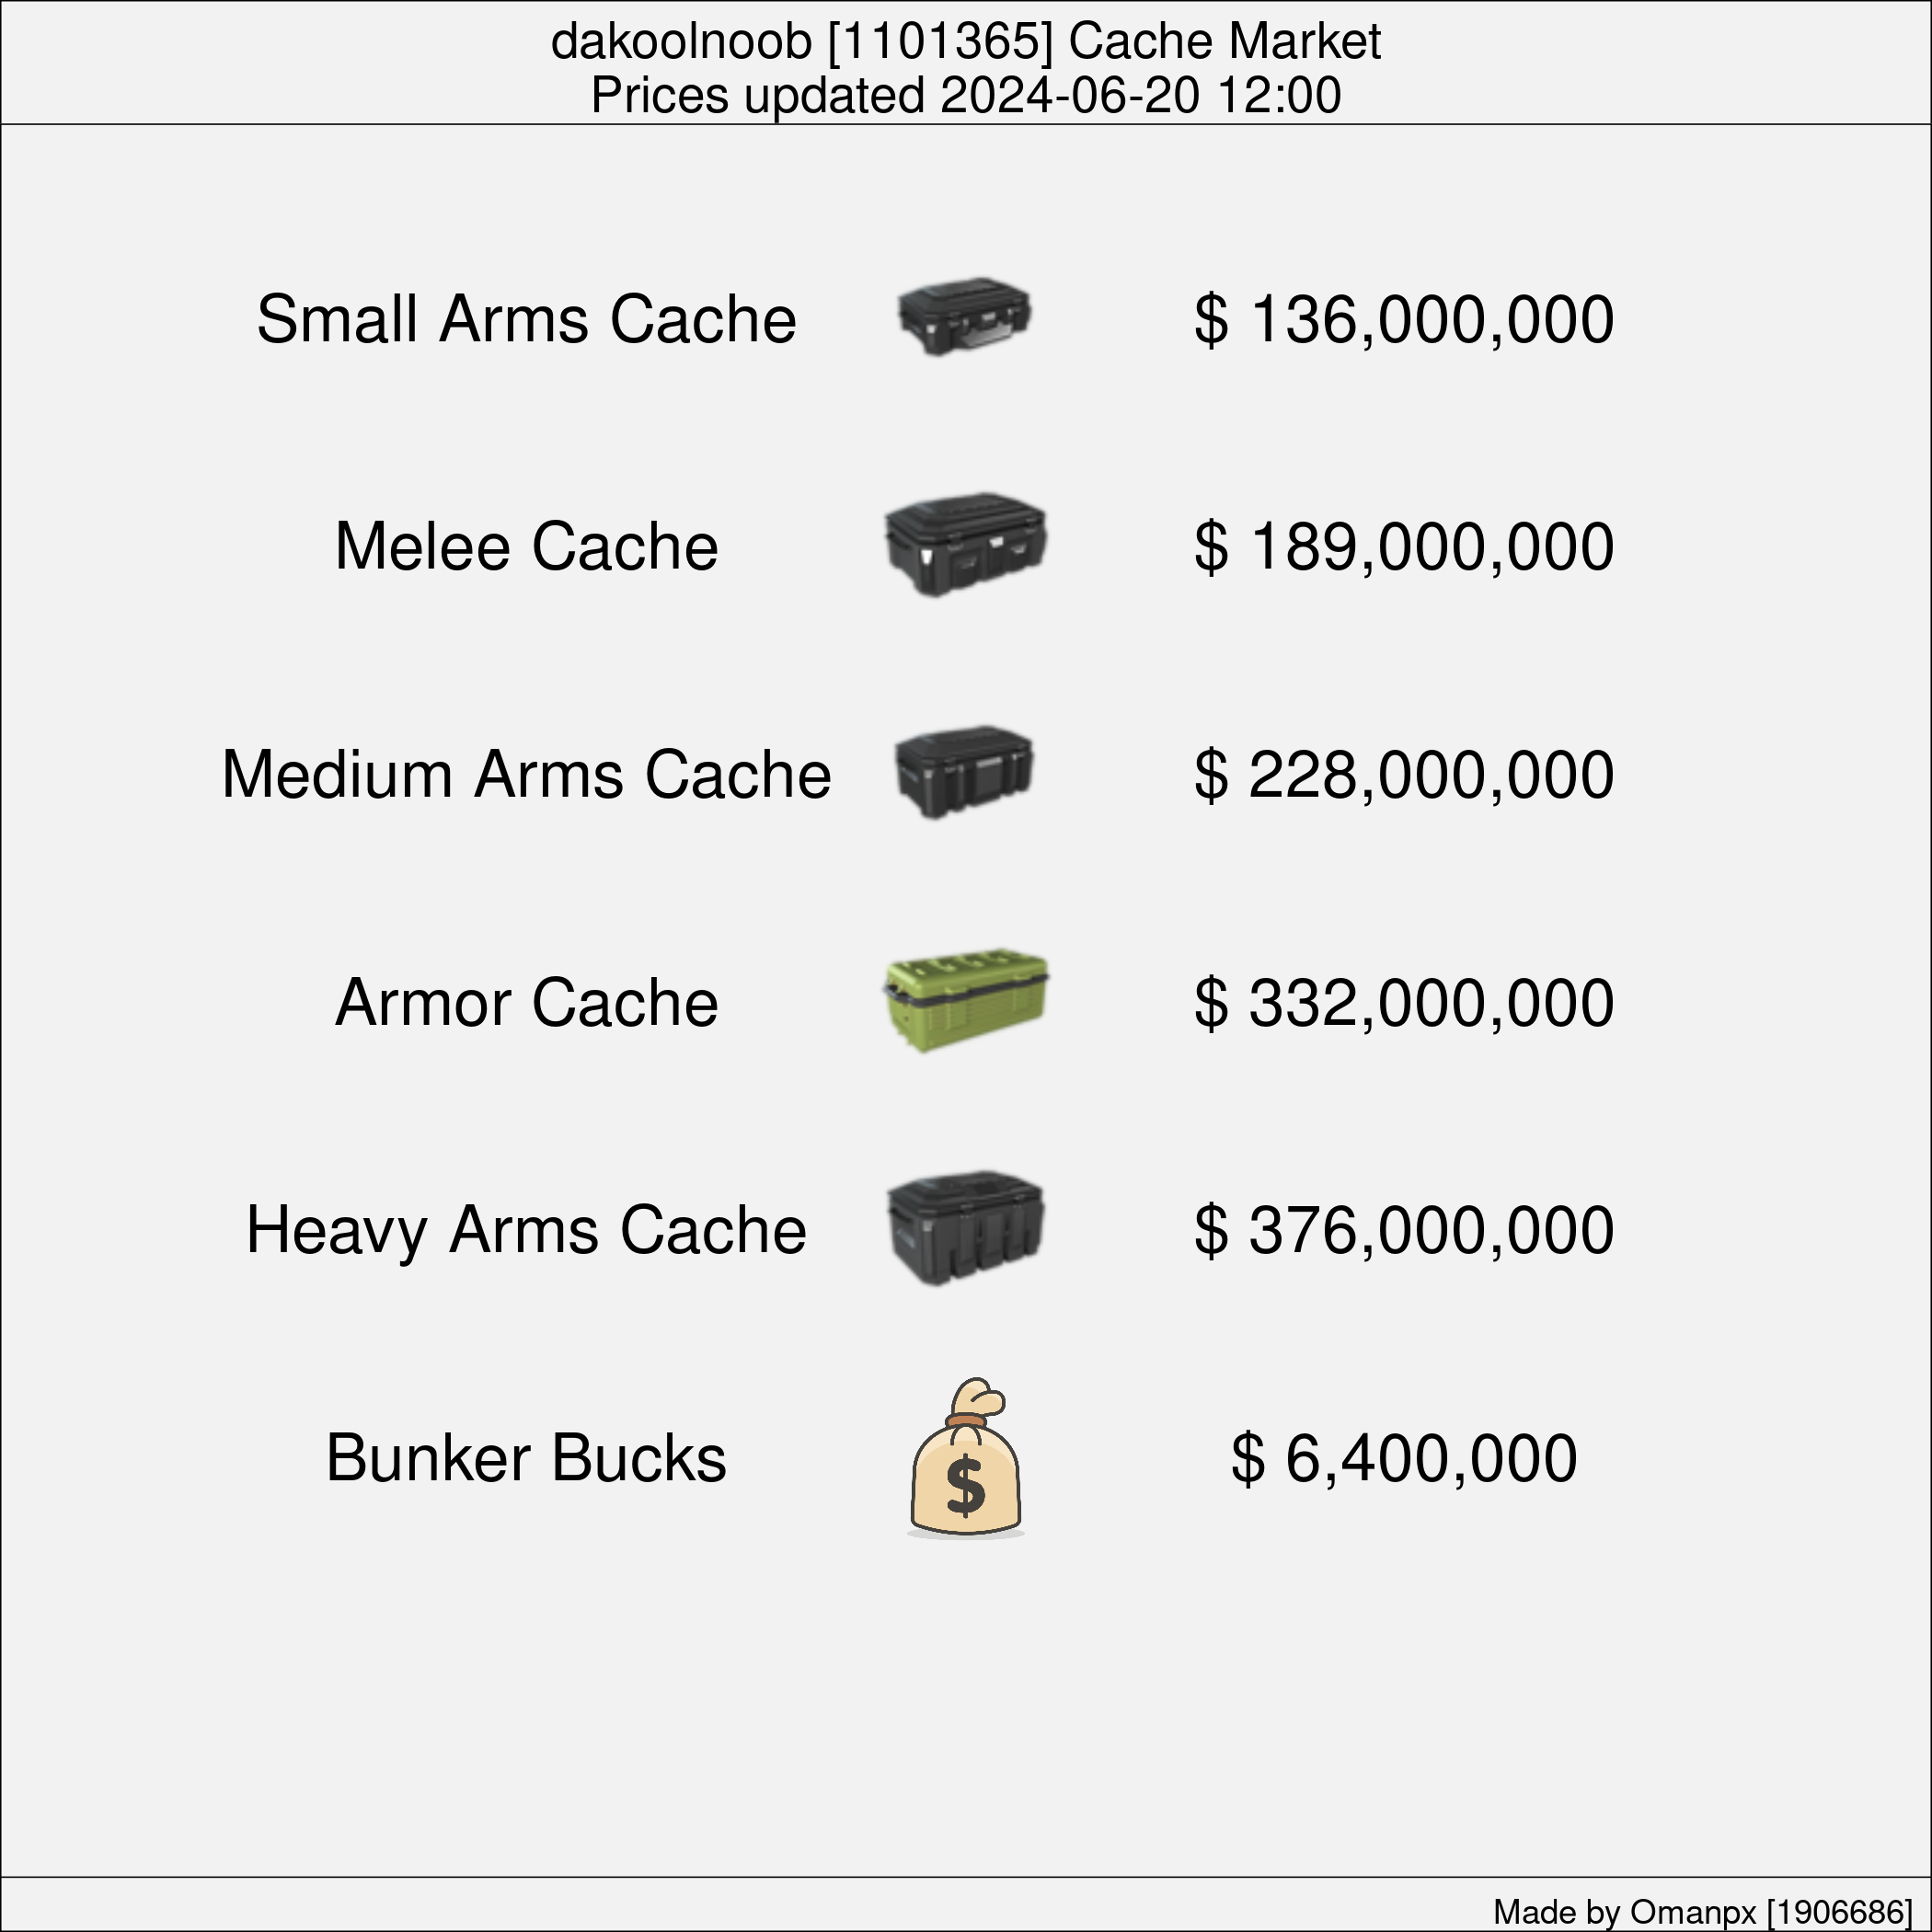 dakoolnoob [1101365] Cache Market
Prices updated 2024-06-20 12:00
Small Arms Cache $ 136,000,000
Melee Cache $ 189,000,000
Medium Arms Cache $ 228,000,000
Armor Cache $ 332,000,000
Heavy Arms Cache $ 376,000,000
Bunker Bucks $ $ 6,400,000
Made by Omanpx [1906686]